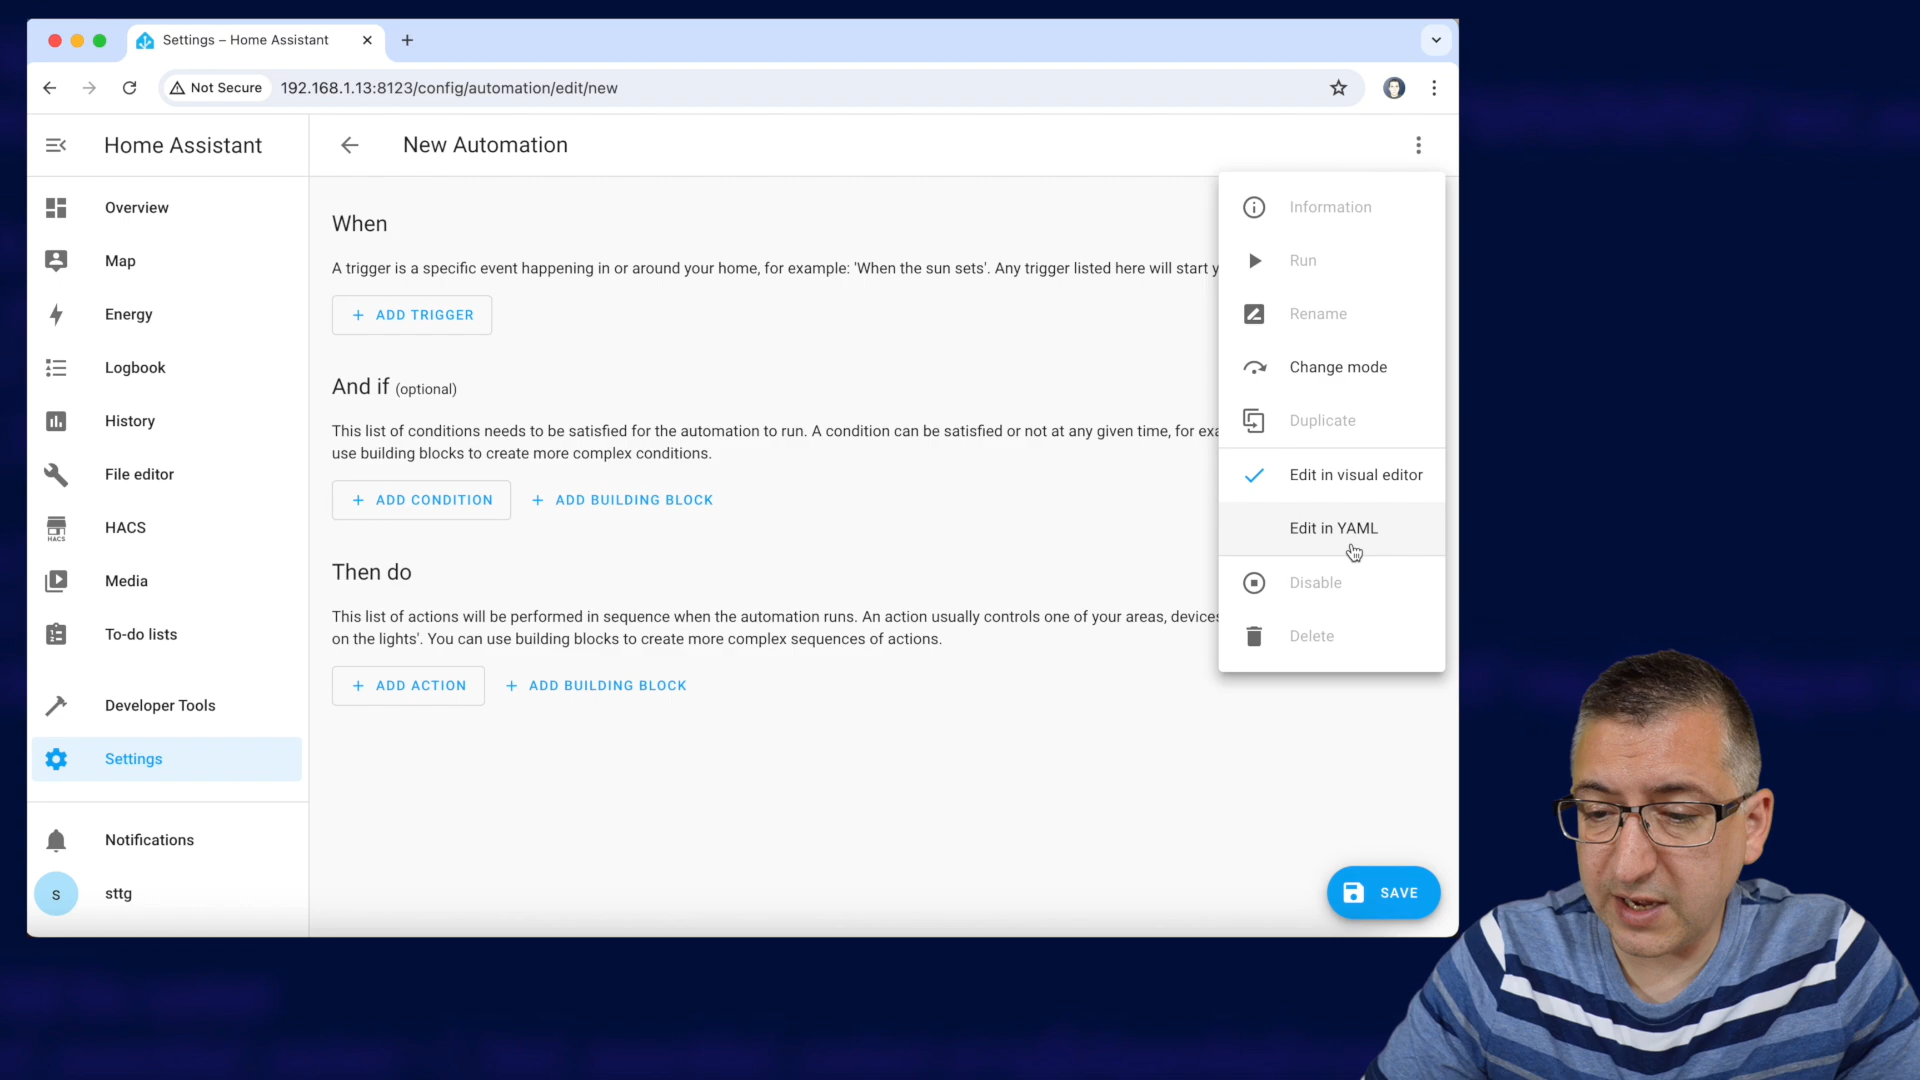 Settings – Home Assistant
Not Secure
192.168.1.13:8123/config/automation/edit/new
Home Assistant
New Automation
Overview
Map
Energy
Logbook
History
File editor
HACS
HACS
Media
To-do lists
Developer Tools
Settings
Notifications
s
sttg
When
A trigger is a specific event happening in or around your home, for example: 'When the sun sets'. Any trigger listed here will start y
+ ADD TRIGGER
And if (optional)
This list of conditions needs to be satisfied for the automation to run. A condition can be satisfied or not at any given time, for exa
use building blocks to create more complex conditions.
+ ADD CONDITION
+ ADD BUILDING BLOCK
Then do
This list of actions will be performed in sequence when the automation runs. An action usually controls one of your areas, devices
on the lights'. You can use building blocks to create more complex sequences of actions.
+ ADD ACTION
+ ADD BUILDING BLOCK
Information
Run
Rename
Change mode
Duplicate
Edit in visual editor
Edit in YAML
Disable
Delete
SAVE